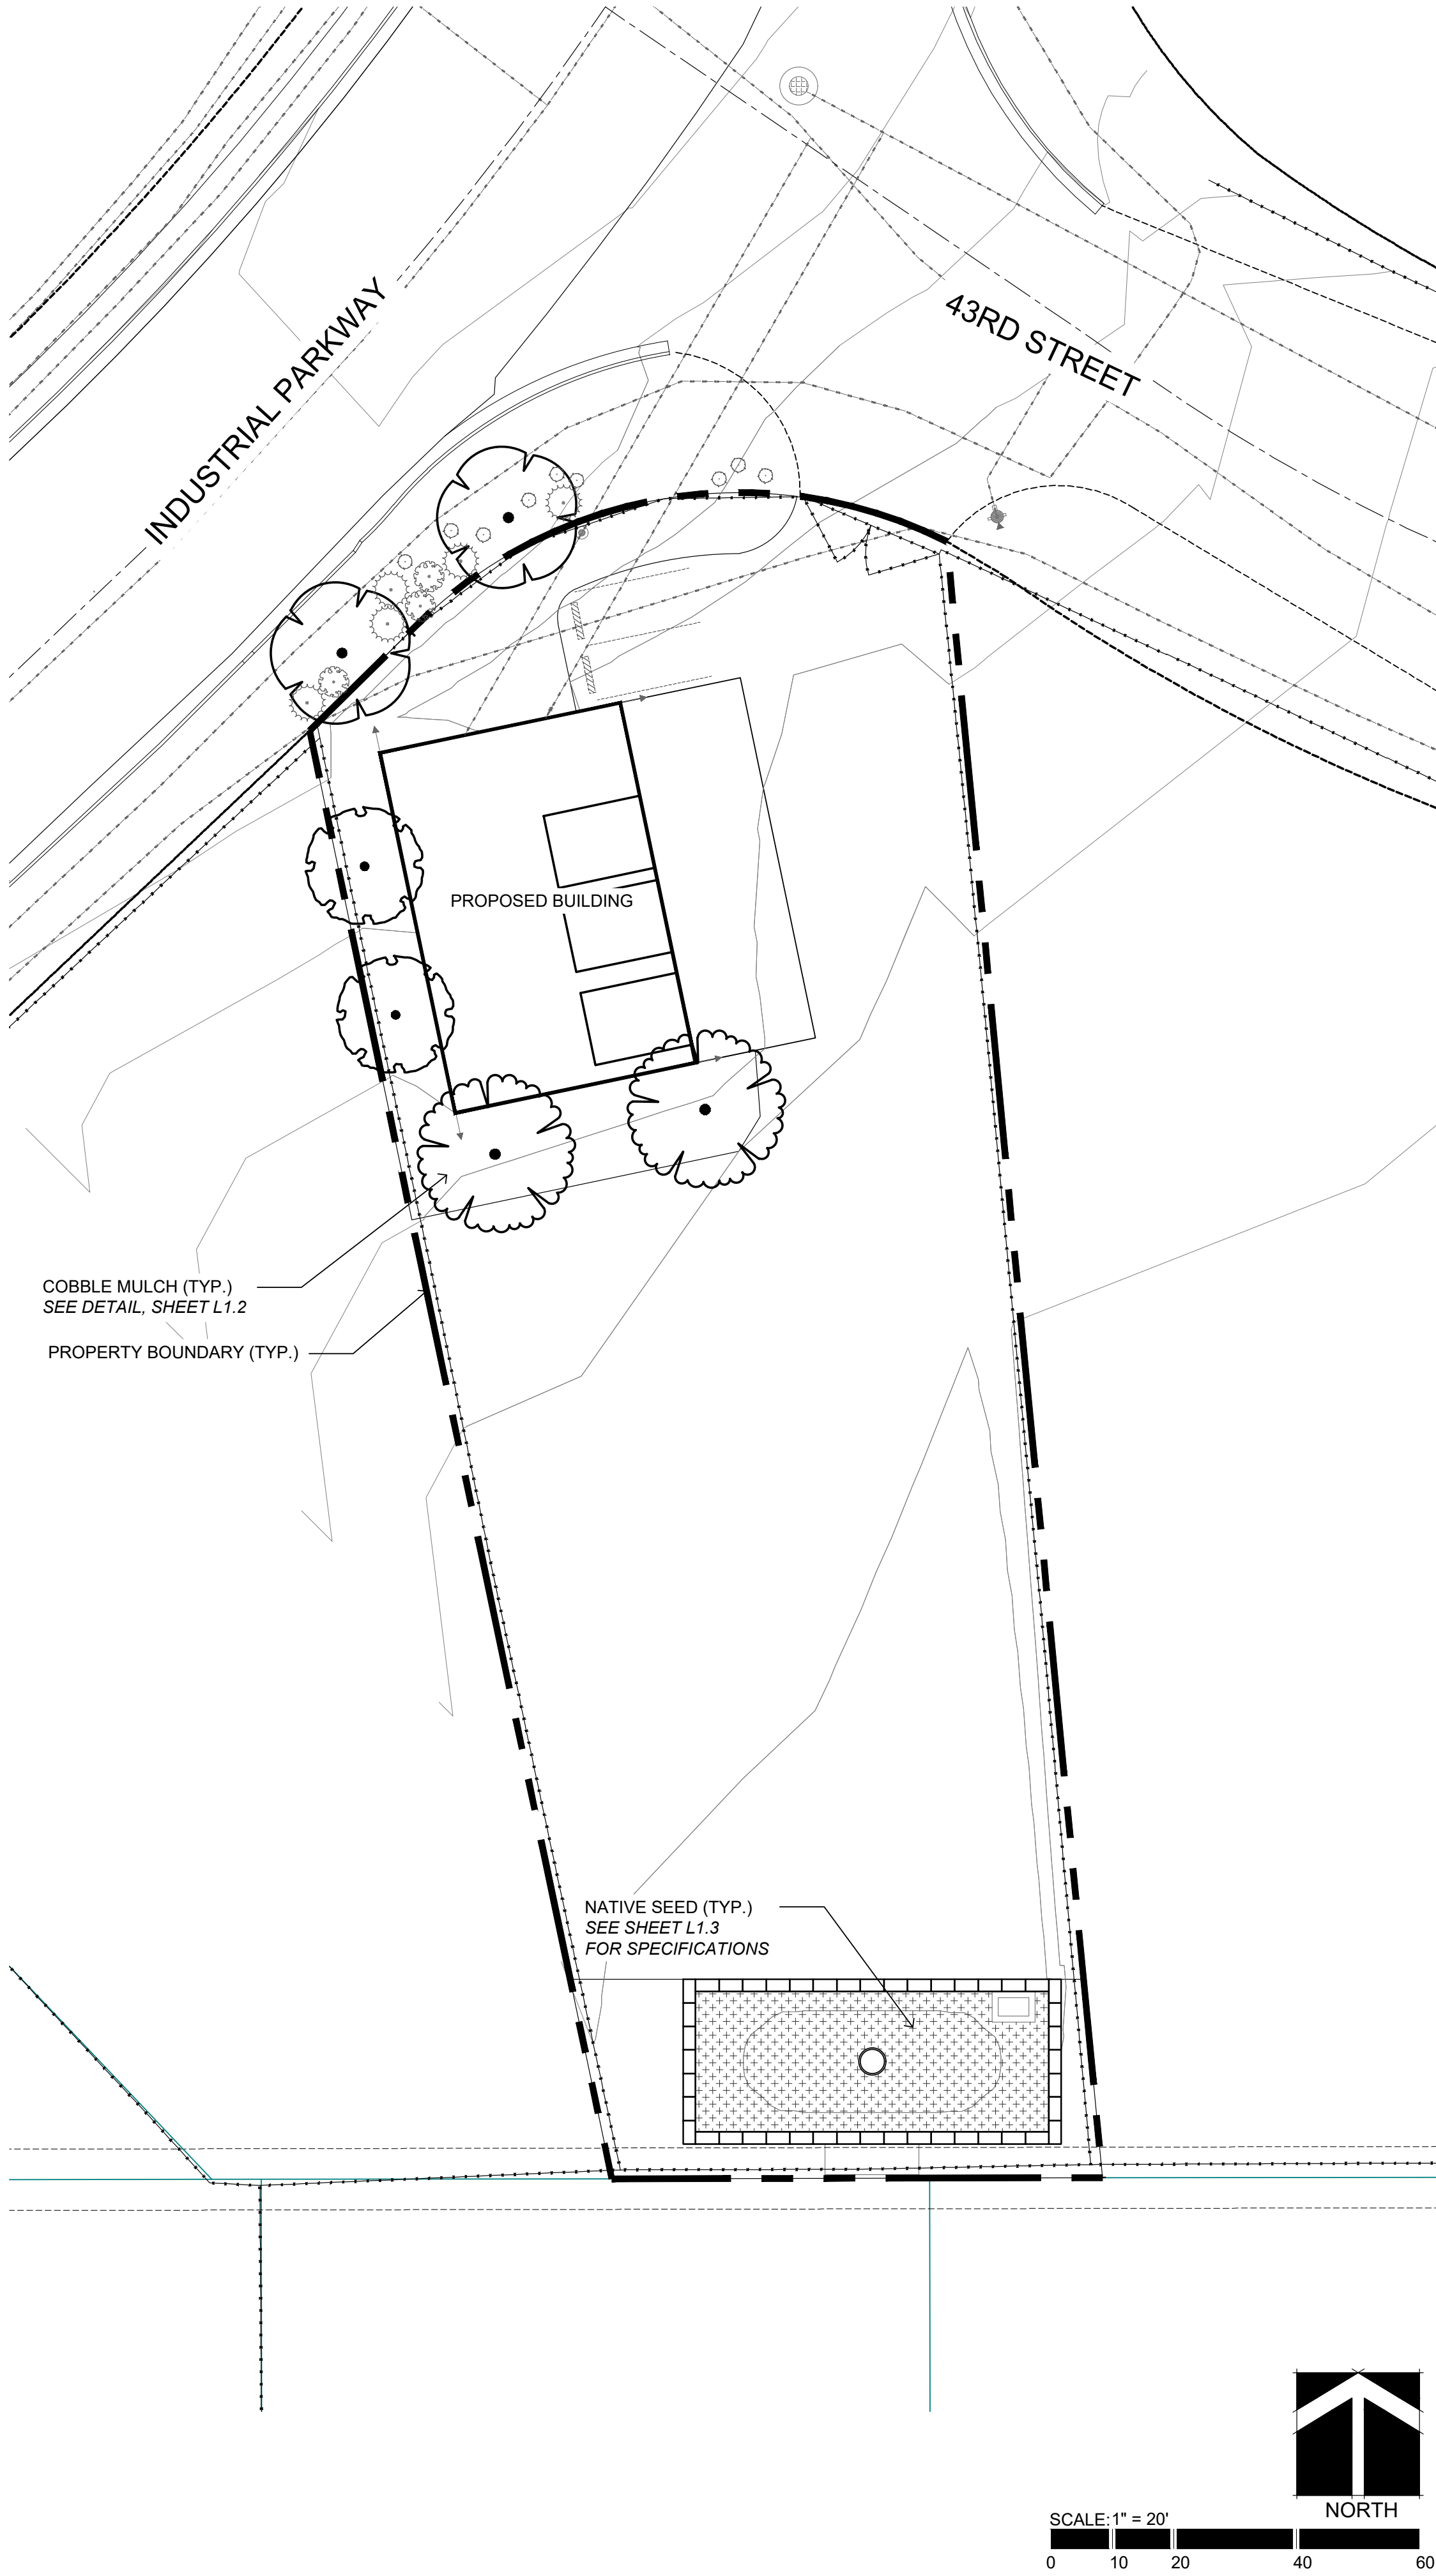 INDUSTRIAL PARKWAY
43RD STREET
PROPOSED BUILDING
COBBLE MULCH (TYP.)
SEE DETAIL, SHEET L1.2
PROPERTY BOUNDARY (TYP.)
NATIVE SEED (TYP.)
SEE SHEET L1.3
FOR SPECIFICATIONS
NORTH
SCALE: 1" = 20'
0 10 20 40 60